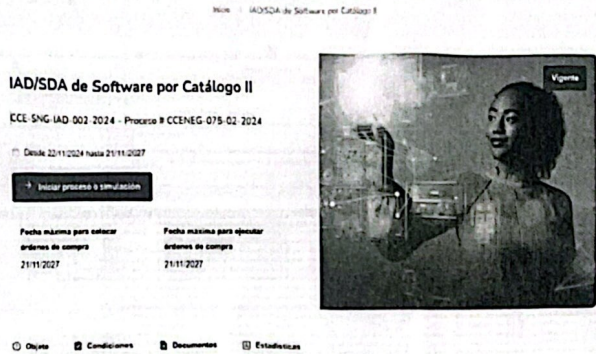 Inicio | IAD/SDA de Software por Catálogo II
IAD/SDA de Software por Catálogo II
Vigente
CCE-SNG-IAD-002-2024 - Proceso # CCENEG-075-02-2024
Desde 22/11/2024 hasta 21/11/2027
→ Iniciar proceso o simulación
Fecha máxima para colocar
órdenes de compra
21/11/2027
Fecha máxima para ejecutar
órdenes de compra
21/11/2027
Objeto Condiciones Documentos Estadísticas